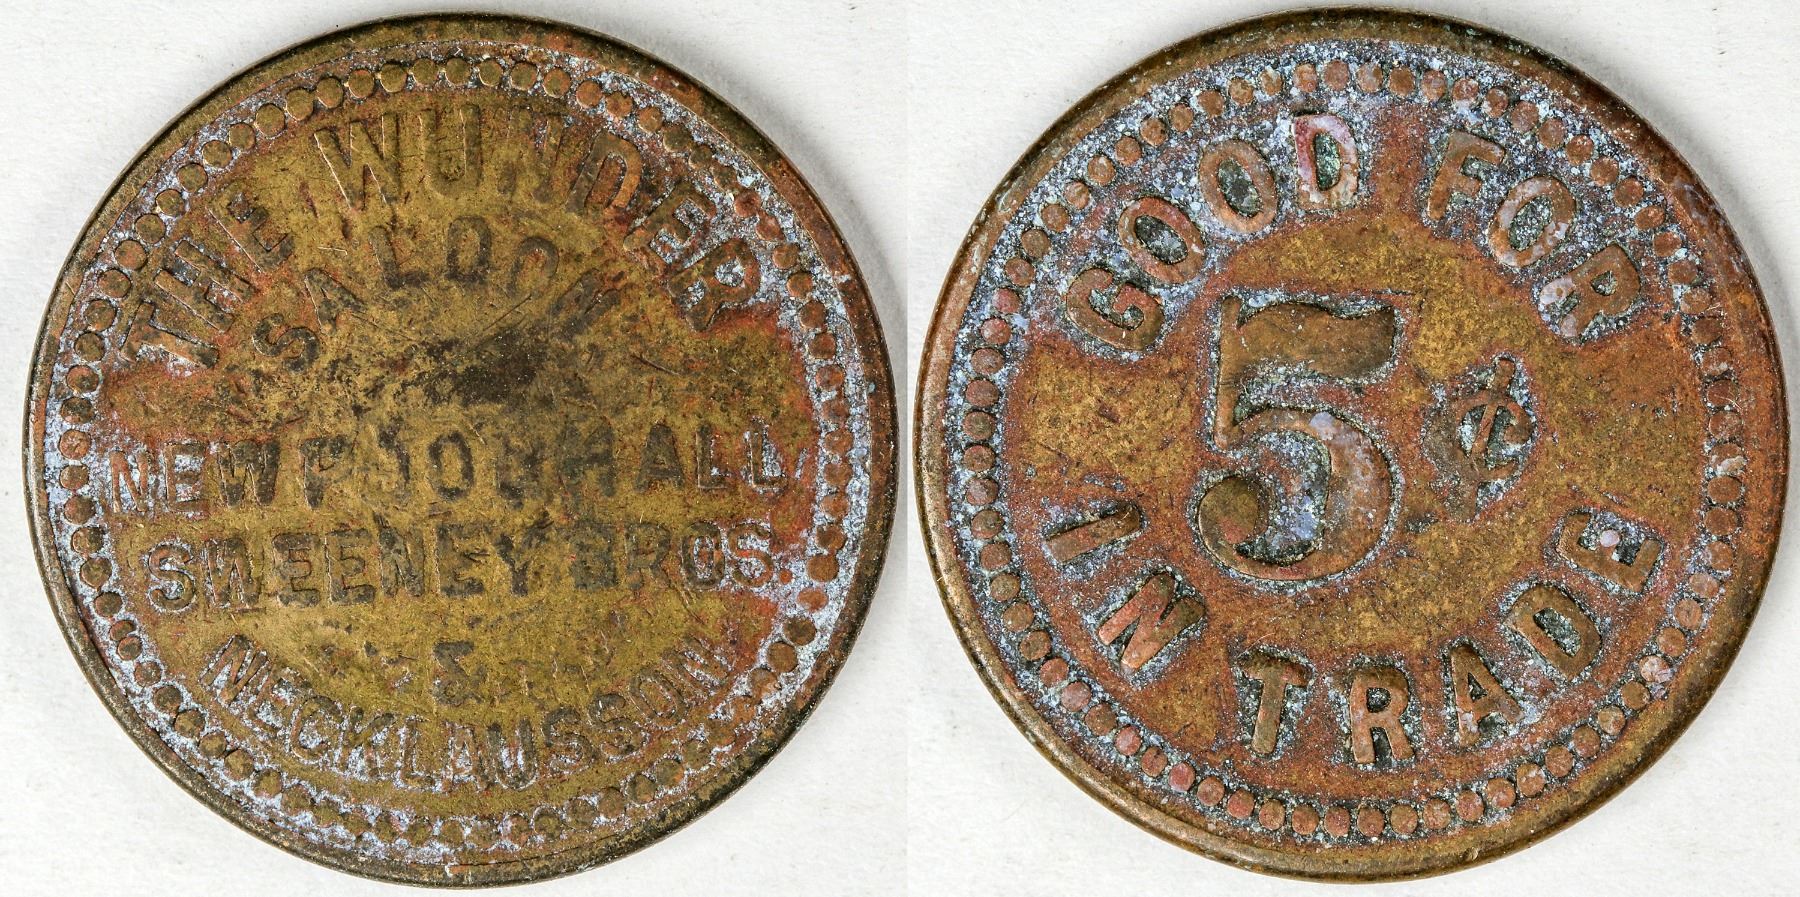 THE WUNDER
SALOON
NEW POOL HALL
SWEENEY BROS.
&
NECKLAUSSON
GOOD FOR
5¢
IN TRADE